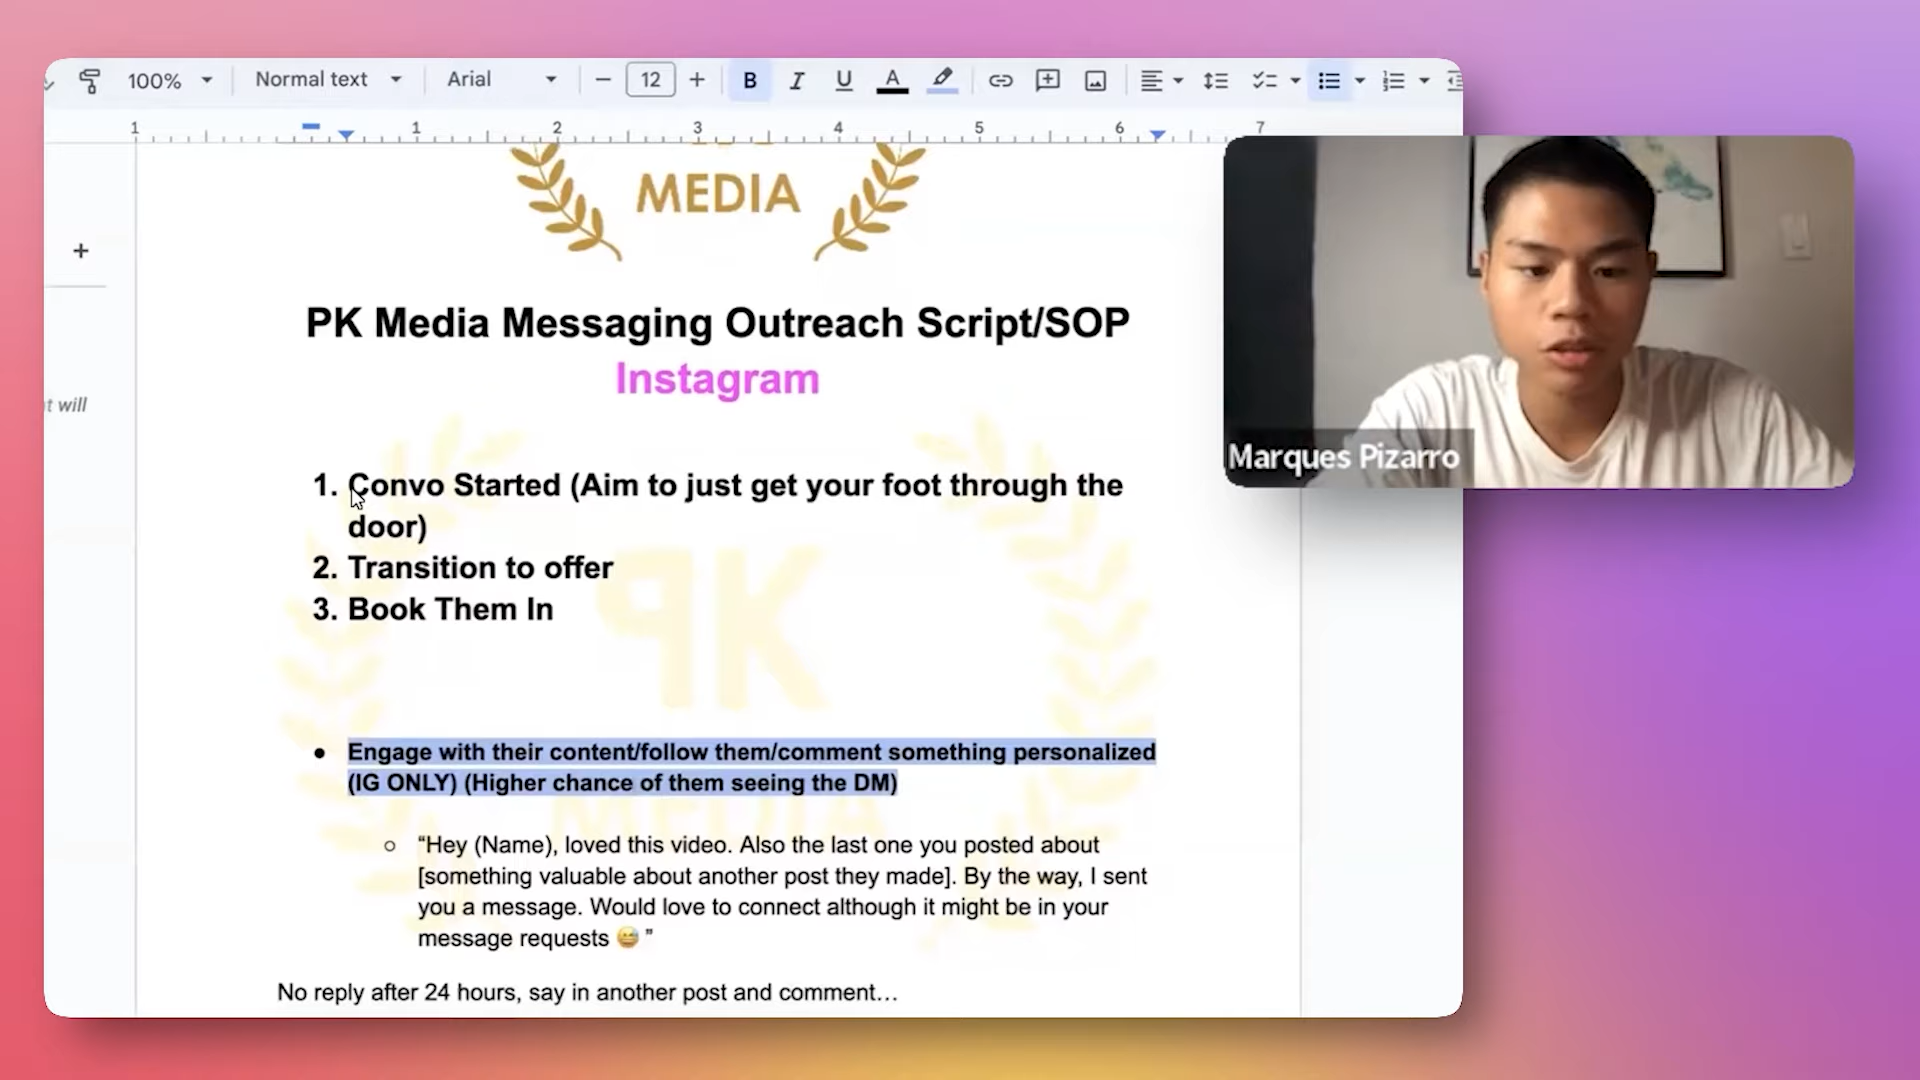 100%
Normal text
Arial
12
B
I
U
A
1
1
2
3
4
5
6
7
MEDIA
PK Media Messaging Outreach Script/SOP
Instagram
t will
Marques Pizarro
1. Convo Started (Aim to just get your foot through the
door)
2. Transition to offer
3. Book Them In
PK
MEDIA
● Engage with their content/follow them/comment something personalized
(IG ONLY) (Higher chance of them seeing the DM)
○ “Hey (Name), loved this video. Also the last one you posted about
[something valuable about another post they made]. By the way, I sent
you a message. Would love to connect although it might be in your
message requests 😅 ”
No reply after 24 hours, say in another post and comment…